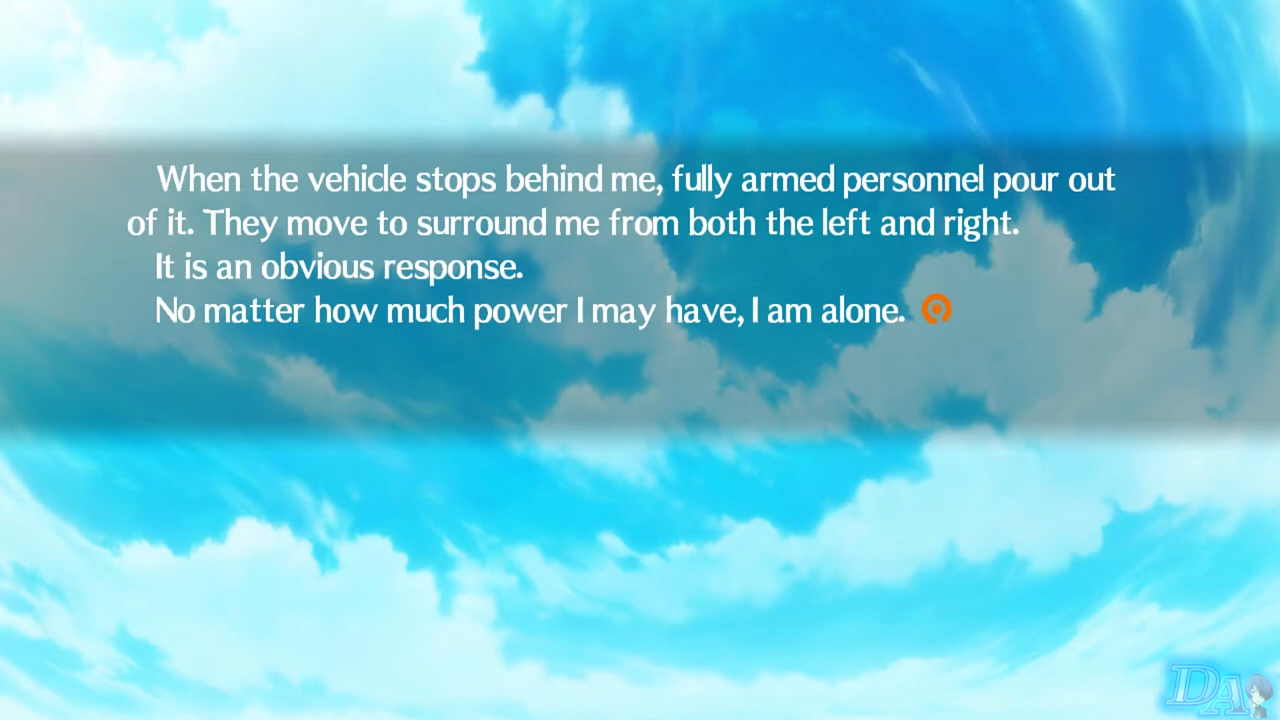 When the vehicle stops behind me, fully armed personnel pour out
of it. They move to surround me from both the left and right.
It is an obvious response.
No matter how much power I may have, I am alone.
DA